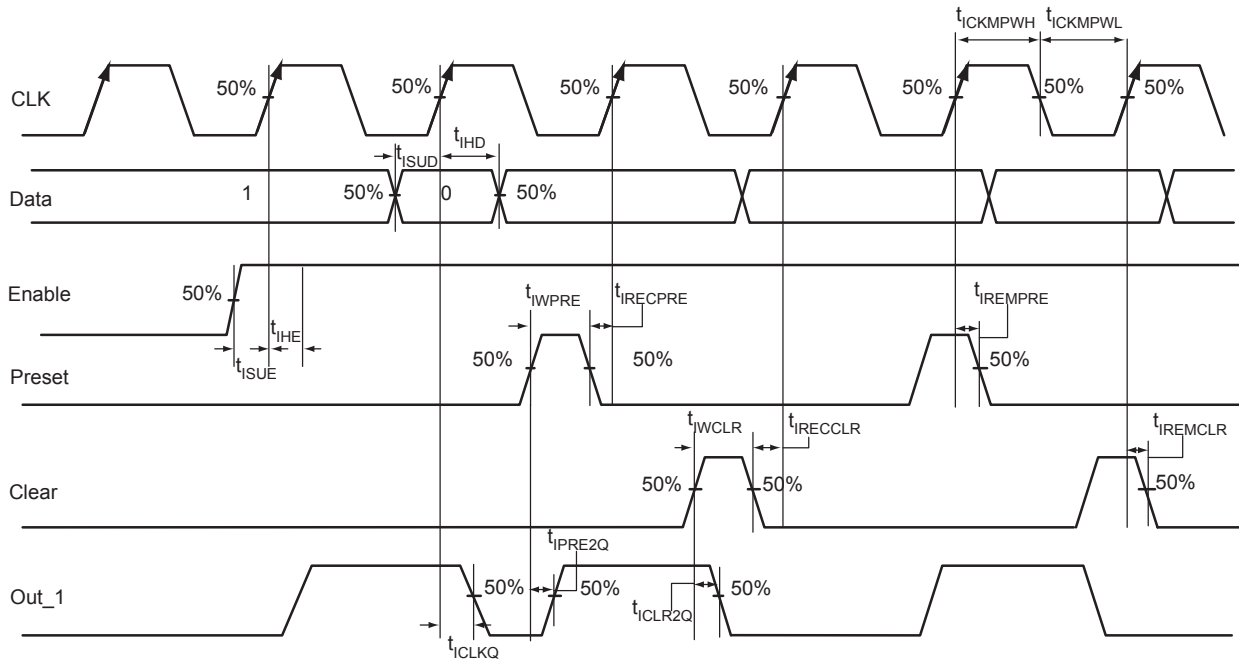 tICKMPWH tICKMPWL
CLK 50% 50% 50% 50% 50% 50% 50%
tISUD tIHD
Data 1 50% 0 50%
Enable 50%
tIHE
tISUE
tIWPRE tIRECPRE tIREMPRE
Preset 50% 50% 50%
tIWCLR tIRECCLR tIREMCLR
Clear 50% 50% 50%
tIPRE2Q
Out_1 50% 50% 50%
tICLR2Q
tICLKQ